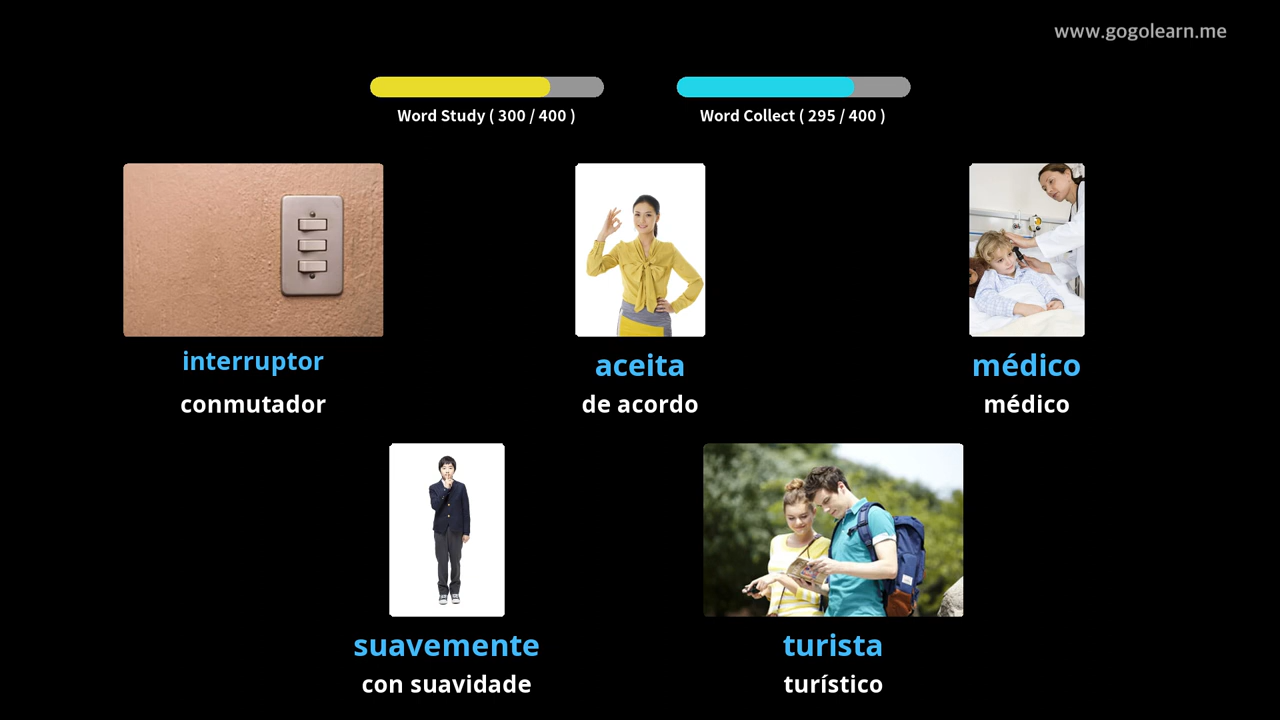 www.gogolearn.me
Word Study ( 300 / 400 )
Word Collect ( 295 / 400 )
interruptor
conmutador
aceita
de acordo
médico
médico
suavemente
con suavidade
turista
turístico